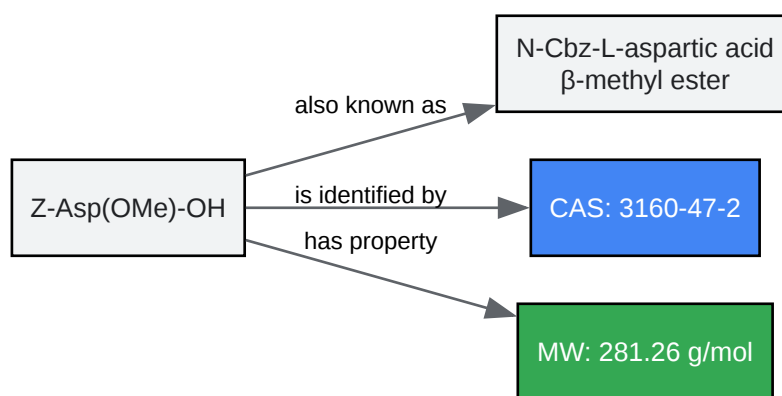 N-Cbz-L-aspartic acid
β-methyl ester
also known as
Z-Asp(OMe)-OH
is identified by
CAS: 3160-47-2
has property
MW: 281.26 g/mol